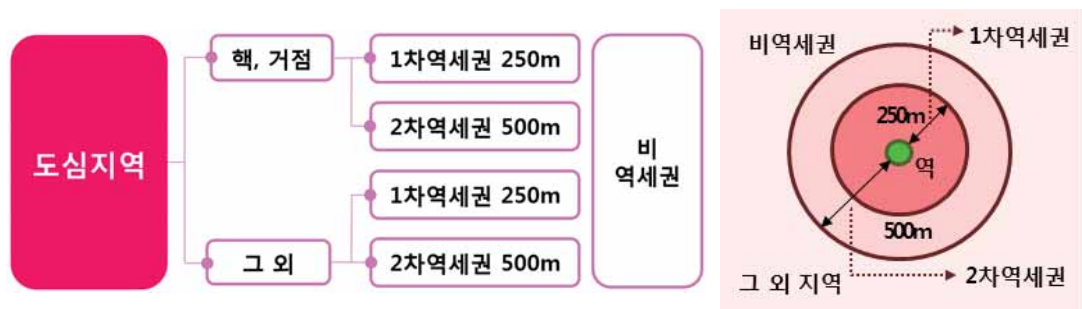 도심지역
핵, 거점
1차역세권 250m
2차역세권 500m
그 외
1차역세권 250m
2차역세권 500m
비
역세권
비역세권
1차역세권
250m
역
500m
그 외 지역
2차역세권